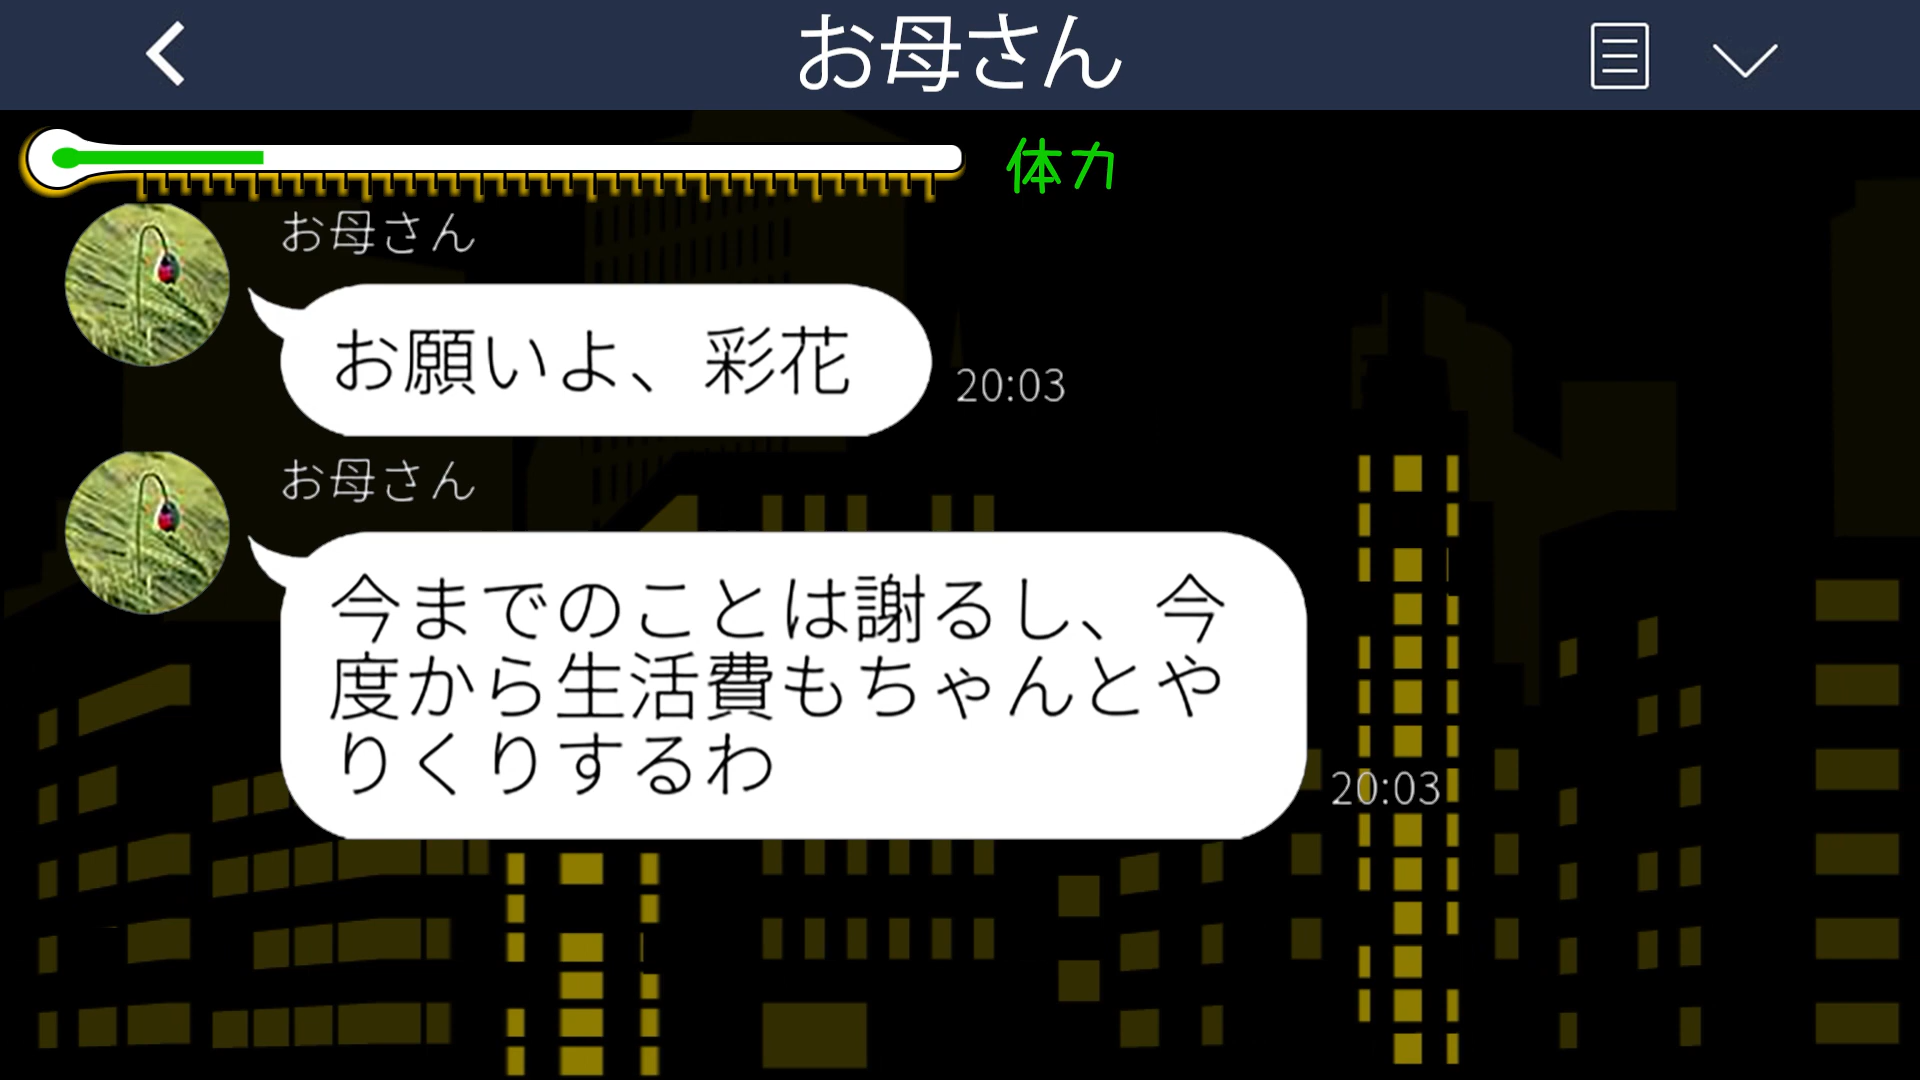 お母さん
体力
お母さん
お願いよ、彩花
20:03
お母さん
今までのことは謝るし、今
度から生活費もちゃんとや
りくりするわ
20:03